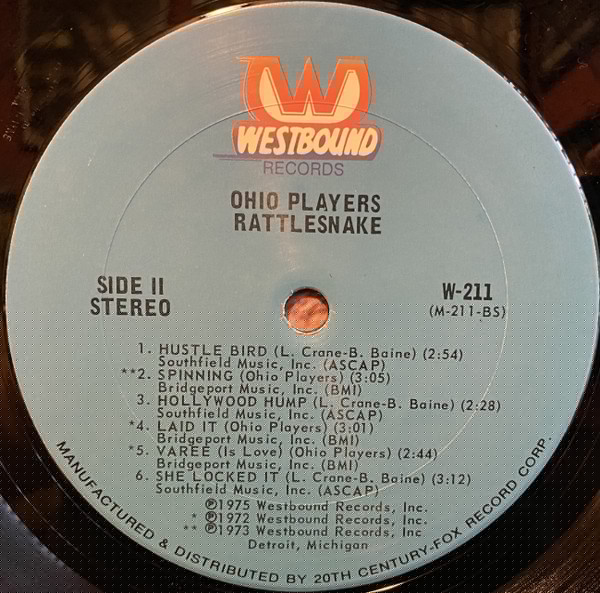 W
WESTBOUND
RECORDS
OHIO PLAYERS
RATTLESNAKE
SIDE II
STEREO
W-211
(M-211-BS)
1. HUSTLE BIRD (L. Crane-B. Baine) (2:54)
Southfield Music, Inc. (ASCAP)
**2. SPINNING (Ohio Players) (3:05)
Bridgeport Music, Inc. (BMI)
3. HOLLYWOOD HUMP (L. Crane-B. Baine) (2:28)
Southfield Music, Inc. (ASCAP)
*4. LAID IT (Ohio Players) (3:01)
Bridgeport Music, Inc. (BMI)
*5. VAREE (Is Love) (Ohio Players) (2:44)
Bridgeport Music, Inc. (BMI)
6. SHE LOCKED IT (L. Crane-B. Baine) (3:12)
Southfield Music, Inc. (ASCAP)
℗1975 Westbound Records, Inc.
* ℗1972 Westbound Records, Inc
** ℗1973 Westbound Records, Inc.
Detroit, Michigan
MANUFACTURED & DISTRIBUTED BY 20TH CENTURY-FOX RECORD CORP.